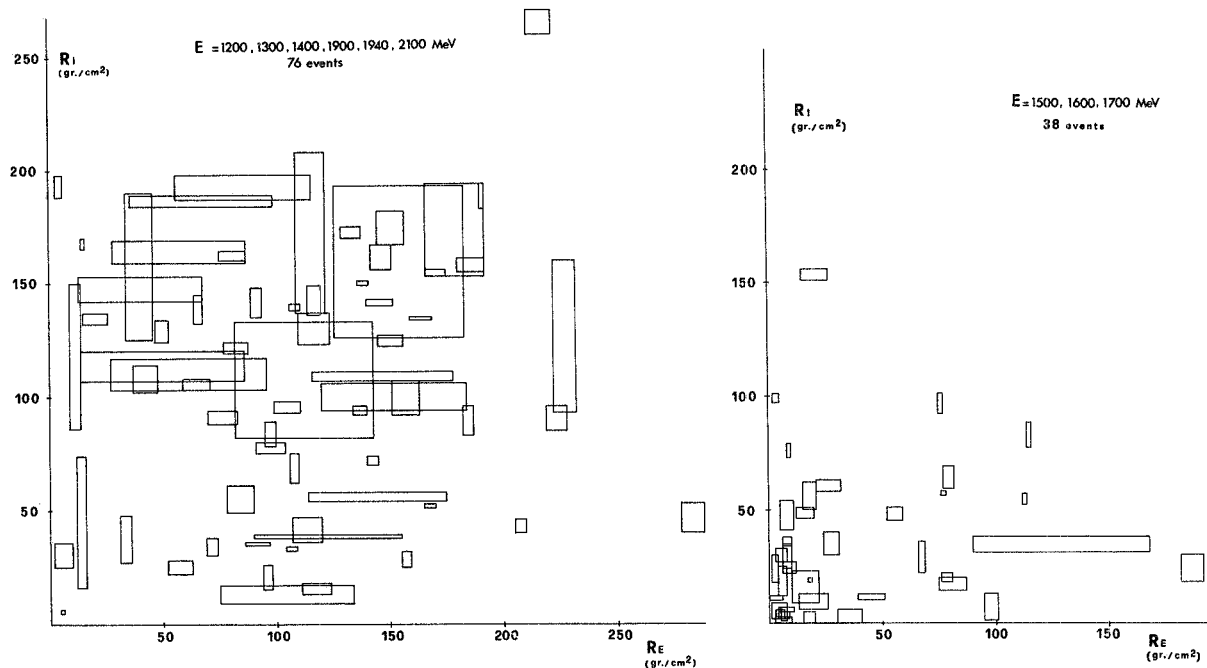 E = 1200, 1300, 1400, 1900, 1940, 2100 MeV
76 events
250
RI
(gr./cm2)
200
150
100
50
50
100
150
200
250
RE
(gr/cm2)
E = 1500, 1600, 1700 MeV
38 events
RI
(gr./cm2)
200
150
100
50
50
100
150
RE
(gr./cm2)